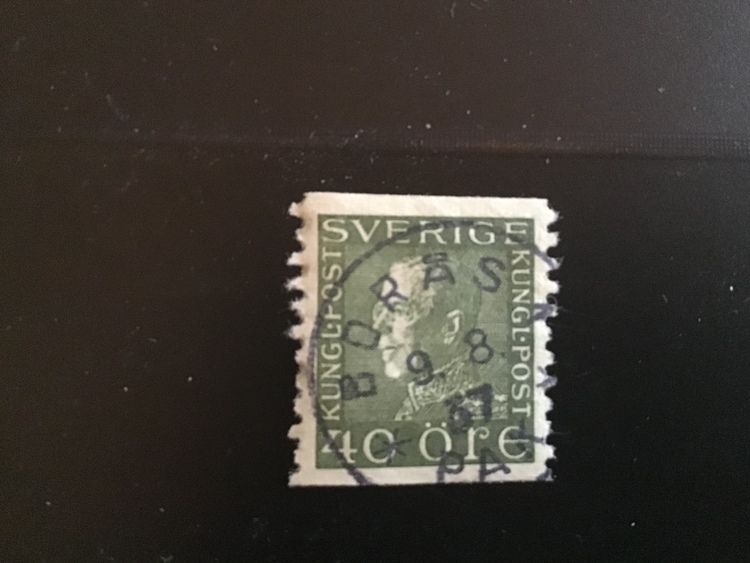 SVERIGE
KUNGL·POST
KUNGL·POST
40 ÖRE
BORÅS
9 8
37